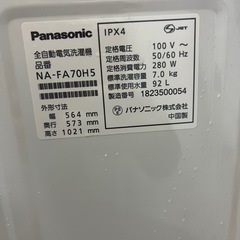 Panasonic
全自動電気洗濯機
品番
NA-FA70H5
外形寸法
幅 564 mm
奥行 573 mm
高さ 1021 mm
IPX4
JET
定格電圧 100 V～
定格周波数 50/60 Hz
定格消費電力 280 W
標準洗濯容量 7.0 kg
標準使用水量 92 L
製造番号 1823500054
パナソニック株式会社
中国製